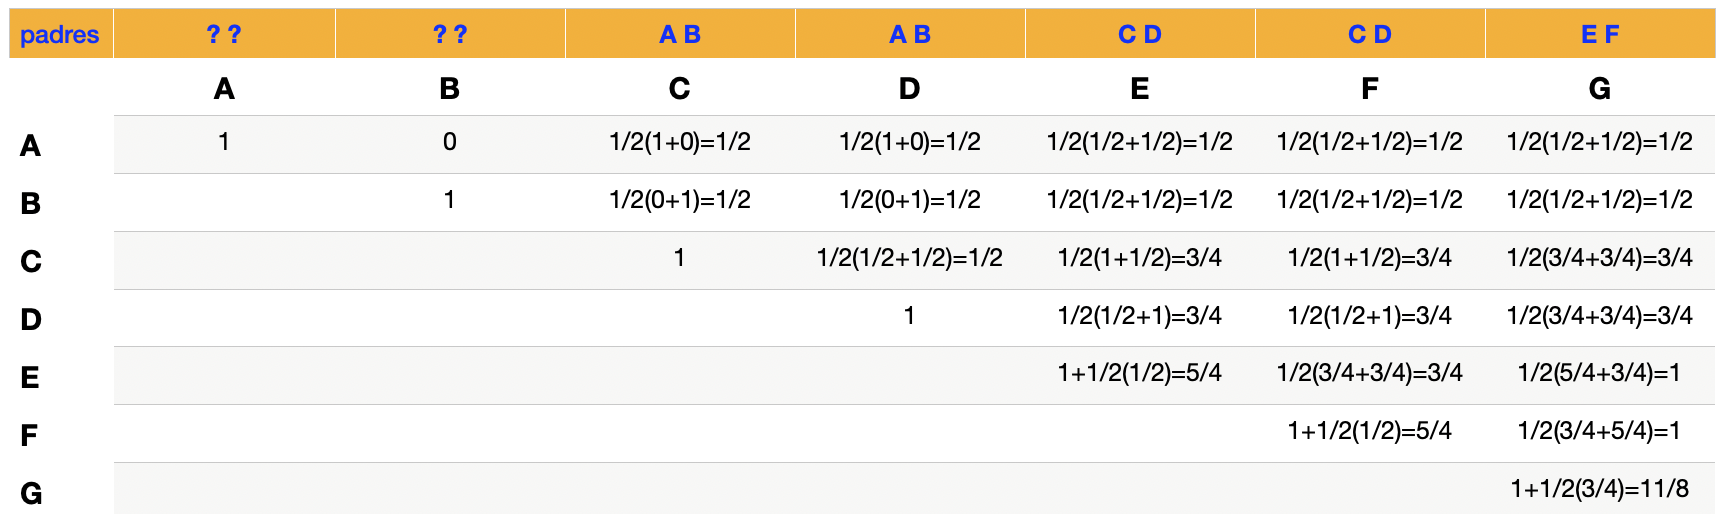 padres ? ? ? ? A B A B C D C D E F
A B C D E F G
A 1 0 1/2(1+0)=1/2 1/2(1+0)=1/2 1/2(1/2+1/2)=1/2 1/2(1/2+1/2)=1/2 1/2(1/2+1/2)=1/2
B 1 1/2(0+1)=1/2 1/2(0+1)=1/2 1/2(1/2+1/2)=1/2 1/2(1/2+1/2)=1/2 1/2(1/2+1/2)=1/2
C 1 1/2(1/2+1/2)=1/2 1/2(1+1/2)=3/4 1/2(1+1/2)=3/4 1/2(3/4+3/4)=3/4
D 1 1/2(1/2+1)=3/4 1/2(1/2+1)=3/4 1/2(3/4+3/4)=3/4
E 1+1/2(1/2)=5/4 1/2(3/4+3/4)=3/4 1/2(5/4+3/4)=1
F 1+1/2(1/2)=5/4 1/2(3/4+5/4)=1
G 1+1/2(3/4)=11/8